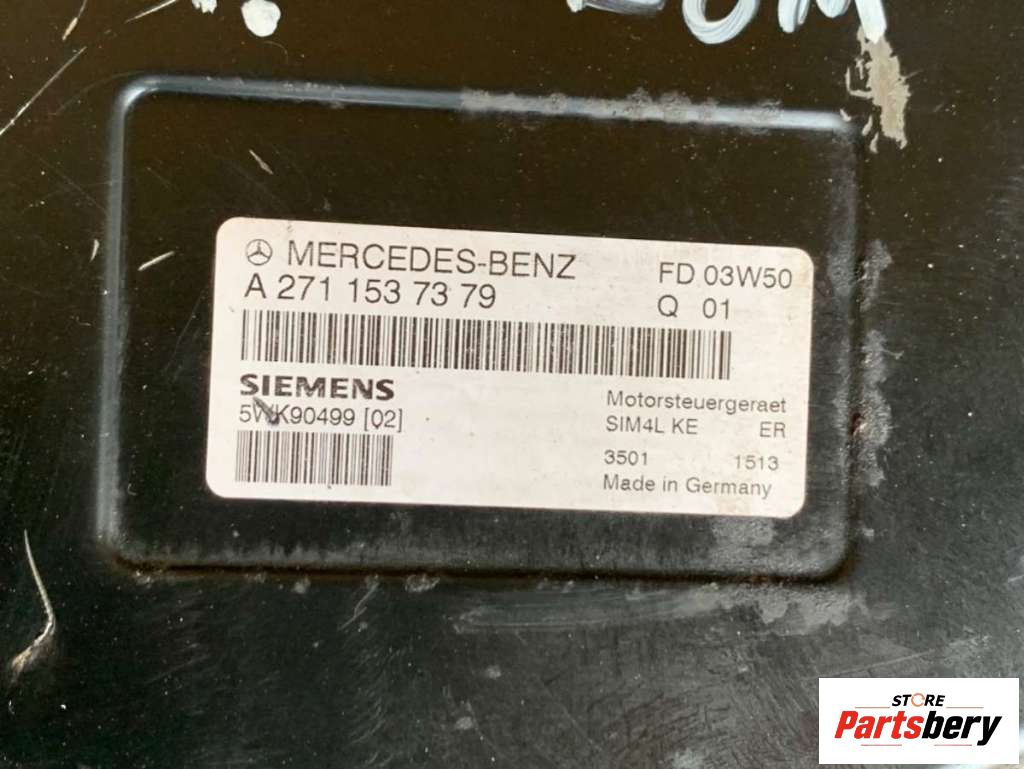 MERCEDES-BENZ FD 03W50
A 271 153 73 79 Q 01
SIEMENS
5WK90499 [02]
Motorsteuergeraet
SIM4L KE ER
3501 1513
Made in Germany
STORE
Partsbery